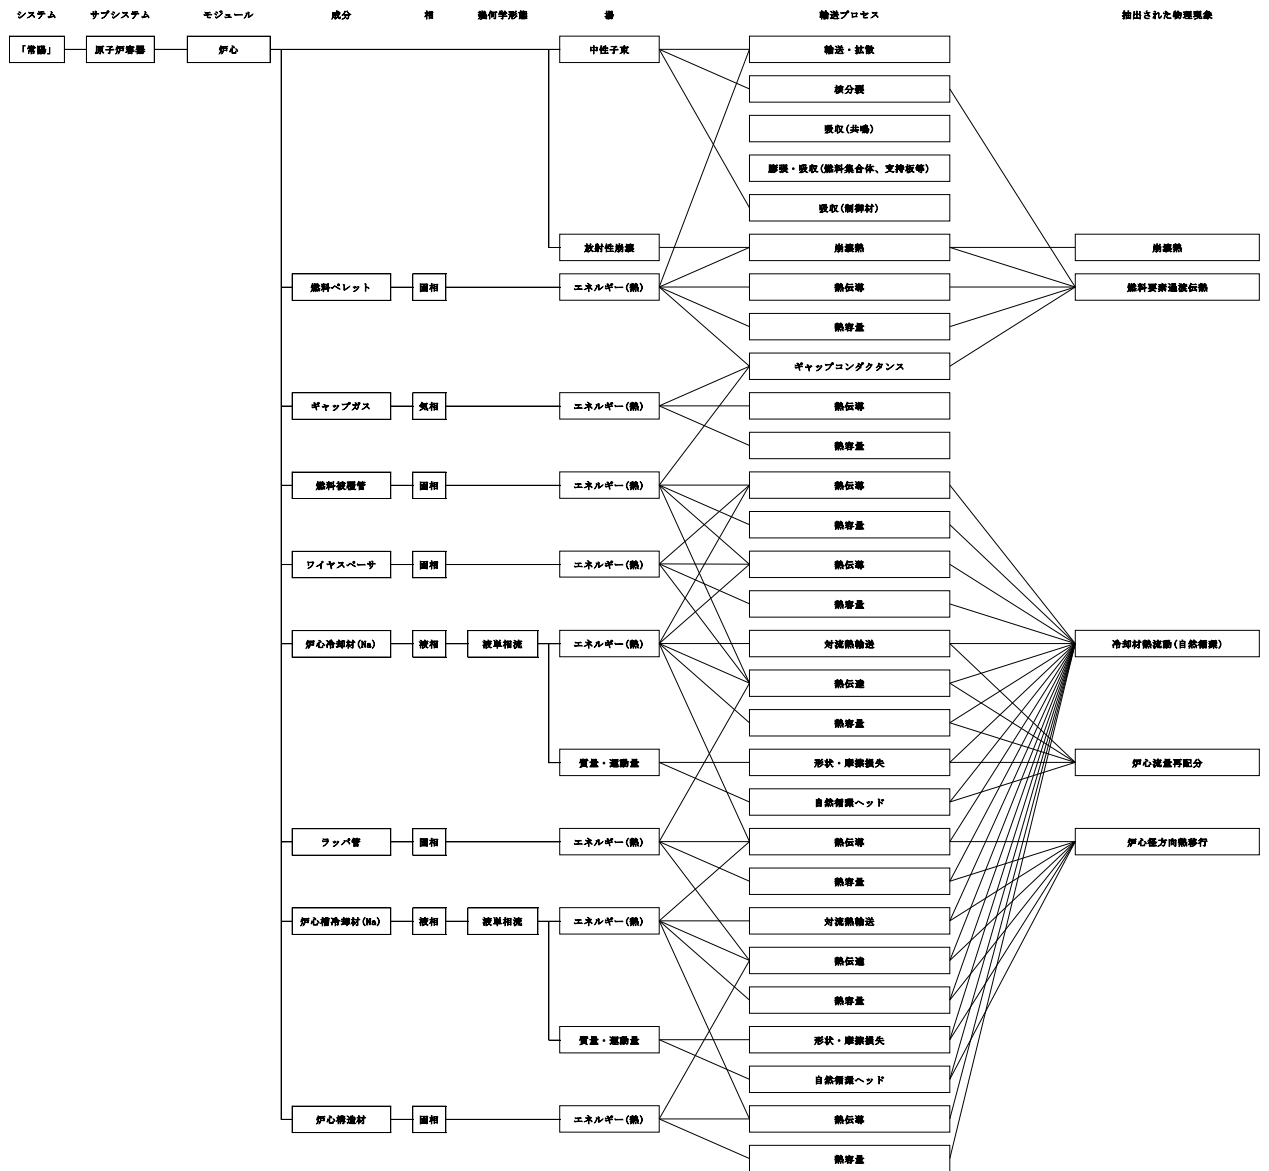 システム サブシステム モジュール 成分 相 幾何学形態 場 輸送プロセス 抽出された物理現象
「常陽」 原子炉容器 炉心 中性子束 輸送・拡散
核分裂
吸収(共鳴)
膨張・吸収(燃料集合体、支持板等)
吸収(制御材)
放射性崩壊 崩壊熱 崩壊熱
燃料ペレット 固相 エネルギー(熱) 熱伝導 燃料要素過渡伝熱
熱容量
ギャップコンダクタンス
ギャップガス 気相 エネルギー(熱) 熱伝導
熱容量
燃料被覆管 固相 エネルギー(熱) 熱伝導
熱容量
ワイヤスペーサ 固相 エネルギー(熱) 熱伝導
熱容量
炉心冷却材(Na) 液相 液単相流 エネルギー(熱) 対流熱輸送 冷却材熱流動(自然循環)
熱伝達
熱容量
質量・運動量 形状・摩擦損失 炉心流量再配分
自然循環ヘッド
ラッパ管 固相 エネルギー(熱) 熱伝導 炉心径方向熱移行
熱容量
炉心槽冷却材(Na) 液相 液単相流 エネルギー(熱) 対流熱輸送
熱伝達
熱容量
質量・運動量 形状・摩擦損失
自然循環ヘッド
炉心構造材 固相 エネルギー(熱) 熱伝導
熱容量